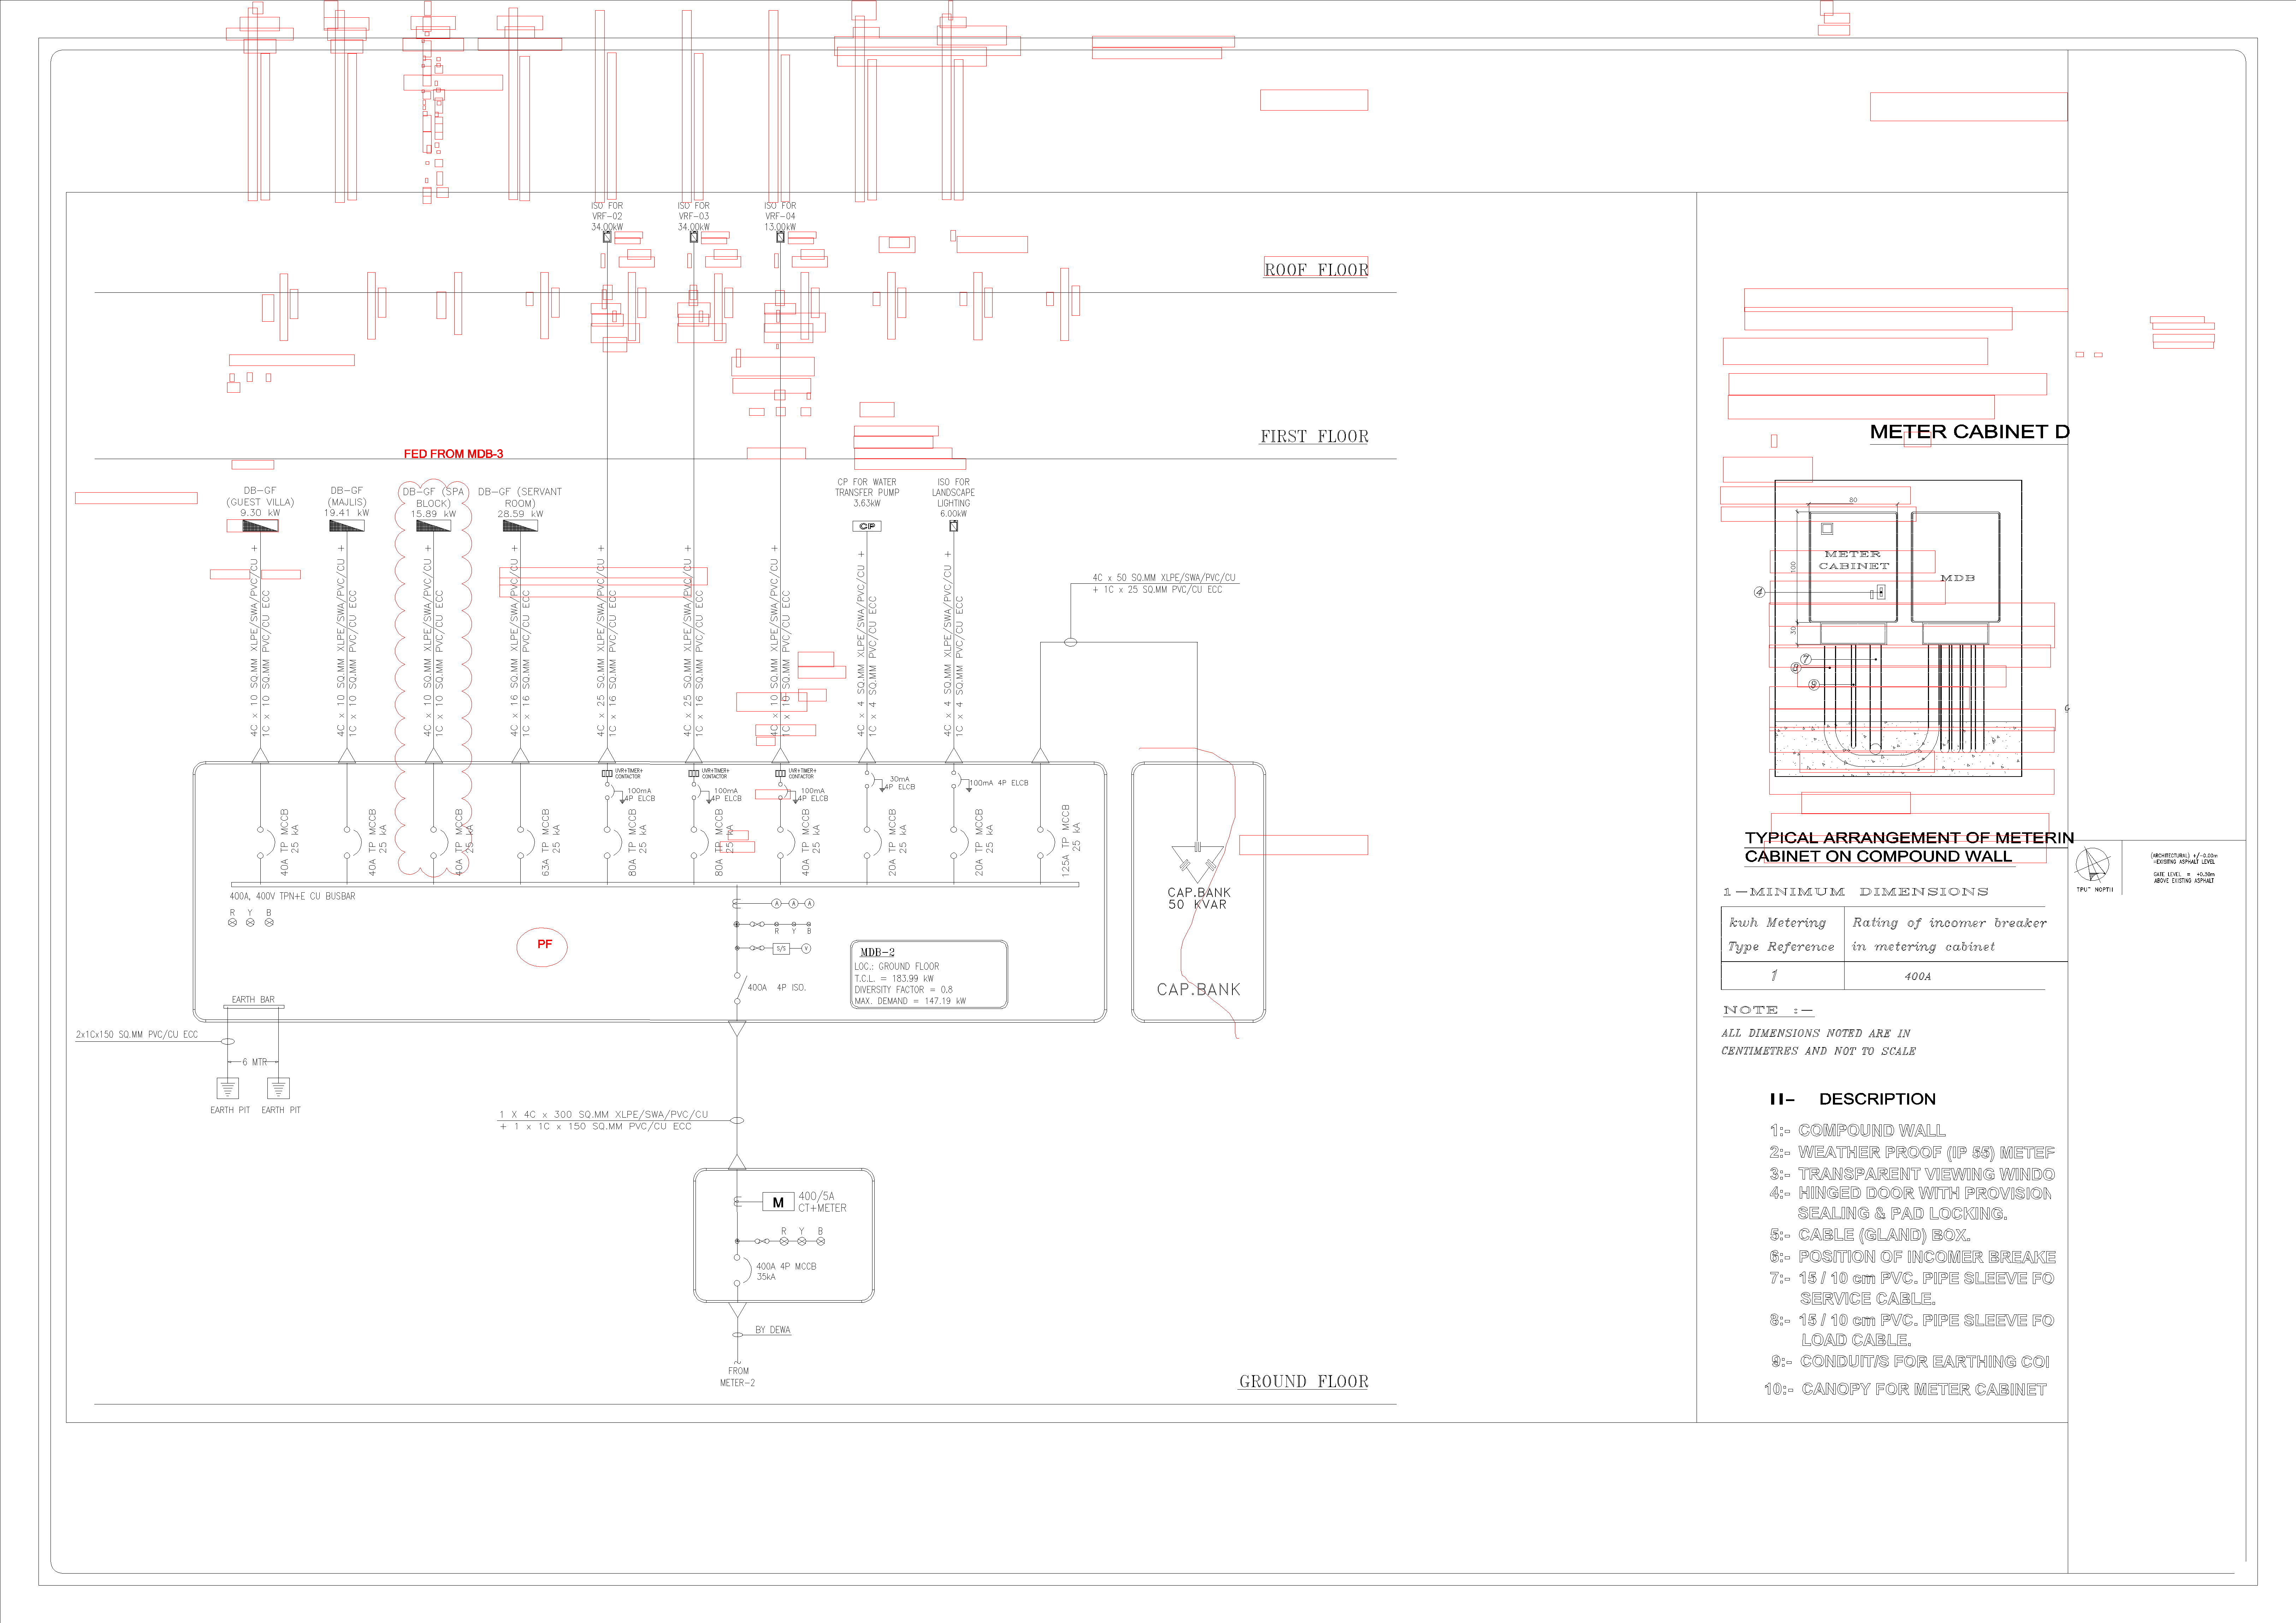 ISO FOR
VRF-02
34.00kW
ISO FOR
VRF-03
34.00kW
ISO FOR
VRF-04
13.00kW
ROOF FLOOR
FIRST FLOOR
FED FROM MDB-3
DB-GF
(GUEST VILLA)
9.30 kW
DB-GF
(MAJLIS)
19.41 kW
DB-GF (SPA
BLOCK)
15.89 kW
DB-GF (SERVANT
ROOM)
28.59 kW
CP FOR WATER
TRANSFER PUMP
3.63kW
CP
ISO FOR
LANDSCAPE
LIGHTING
6.00kW
4C x 10 SQ.MM XLPE/SWA/PVC/CU +
1C x 10 SQ.MM PVC/CU ECC
4C x 10 SQ.MM XLPE/SWA/PVC/CU +
1C x 10 SQ.MM PVC/CU ECC
4C x 10 SQ.MM XLPE/SWA/PVC/CU +
1C x 10 SQ.MM PVC/CU ECC
4C x 16 SQ.MM XLPE/SWA/PVC/CU +
1C x 16 SQ.MM PVC/CU ECC
4C x 25 SQ.MM XLPE/SWA/PVC/CU +
1C x 16 SQ.MM PVC/CU ECC
4C x 25 SQ.MM XLPE/SWA/PVC/CU +
1C x 16 SQ.MM PVC/CU ECC
4C x 10 SQ.MM XLPE/SWA/PVC/CU +
1C x 10 SQ.MM PVC/CU ECC
4C x 4 SQ.MM XLPE/SWA/PVC/CU +
1C x 4 SQ.MM PVC/CU ECC
4C x 4 SQ.MM XLPE/SWA/PVC/CU +
1C x 4 SQ.MM PVC/CU ECC
4C x 50 SQ.MM XLPE/SWA/PVC/CU
+ 1C x 25 SQ.MM PVC/CU ECC
UVR+TIMER+
CONTACTOR
UVR+TIMER+
CONTACTOR
UVR+TIMER+
CONTACTOR
100mA
4P ELCB
100mA
4P ELCB
100mA
4P ELCB
30mA
4P ELCB
100mA 4P ELCB
40A TP MCCB
25 kA
40A TP MCCB
25 kA
40A TP MCCB
25 kA
63A TP MCCB
25 kA
80A TP MCCB
25 kA
80A TP MCCB
25 kA
40A TP MCCB
25 kA
20A TP MCCB
25 kA
20A TP MCCB
25 kA
125A TP MCCB
25 kA
400A, 400V TPN+E CU BUSBAR
R Y B
A A A
R Y B
S/S V
PF
400A 4P ISO.
MDB-2
LOC.: GROUND FLOOR
T.C.L. = 183.99 kW
DIVERSITY FACTOR = 0.8
MAX. DEMAND = 147.19 kW
CAP.BANK
50 KVAR
CAP.BANK
EARTH BAR
2x1Cx150 SQ.MM PVC/CU ECC
6 MTR
EARTH PIT EARTH PIT
1 X 4C x 300 SQ.MM XLPE/SWA/PVC/CU
+ 1 x 1C x 150 SQ.MM PVC/CU ECC
M
400/5A
CT+METER
R Y B
400A 4P MCCB
35kA
BY DEWA
FROM
METER-2
GROUND FLOOR
METER CABINET D
80
METER
CABINET
MDB
100
30
4
7
8
9
G
TYPICAL ARRANGEMENT OF METERIN
CABINET ON COMPOUND WALL
1-MINIMUM DIMENSIONS
kwh Metering
Type Reference
Rating of incomer breaker
in metering cabinet
1
400A
NOTE :-
ALL DIMENSIONS NOTED ARE IN
CENTIMETRES AND NOT TO SCALE
II- DESCRIPTION
1:- COMPOUND WALL
2:- WEATHER PROOF (IP 55) METEF
3:- TRANSPARENT VIEWING WINDO
4:- HINGED DOOR WITH PROVISION
SEALING & PAD LOCKING.
5:- CABLE (GLAND) BOX.
6:- POSITION OF INCOMER BREAKE
7:- 15 / 10 cm PVC. PIPE SLEEVE FO
SERVICE CABLE.
8:- 15 / 10 cm PVC. PIPE SLEEVE FO
LOAD CABLE.
9:- CONDUIT/S FOR EARTHING COI
10:- CANOPY FOR METER CABINET
(ARCHITECTURAL) +/-0.00m
=EXISITNG ASPHALT LEVEL
GATE LEVEL = +0.30m
ABOVE EXISTING ASPHALT